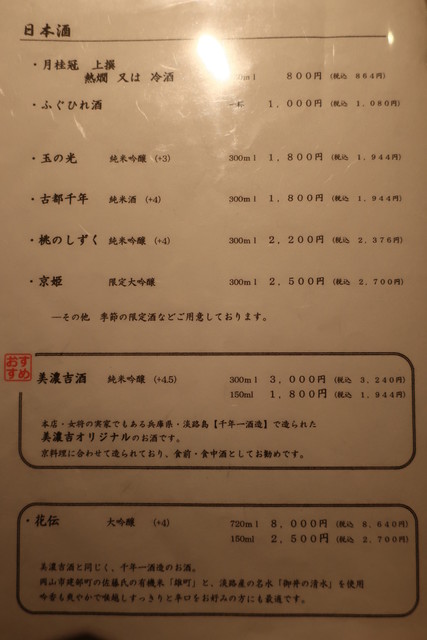 日本酒
・月桂冠 上撰
熱燗 又は 冷酒 800円 (税込 864円)
・ふぐひれ酒 1,000円 (税込 1,080円)
・玉の光 純米吟醸 (+3) 300ml 1,800円 (税込 1,944円)
・古都千年 純米酒 (+4) 300ml 1,800円 (税込 1,944円)
・桃のしずく 純米吟醸 (+4) 300ml 2,200円 (税込 2,376円)
・京姫 限定大吟醸 300ml 2,500円 (税込 2,700円)
―その他 季節の限定酒などご用意しております。
おすすめ
美濃吉酒 純米吟醸 (+4.5) 300ml 3,000円 (税込 3,240円)
150ml 1,800円 (税込 1,944円)
本店・女将の実家でもある兵庫県・淡路島【千年一酒造】で造られた
美濃吉オリジナルのお酒です。
京料理に合わせて造られており、食前・食中酒としてお勧めです。
・花伝 大吟醸 (+4) 720ml 8,000円 (税込 8,640円)
150ml 2,500円 (税込 2,700円)
美濃吉酒と同じく、千年一酒造のお酒。
岡山市建部町の佐藤氏の有機米「雄町」と、淡路産の名水「御井の清水」を使用
吟香も爽やかで喉越しすっきりと辛口をお好みの方にも最適です。